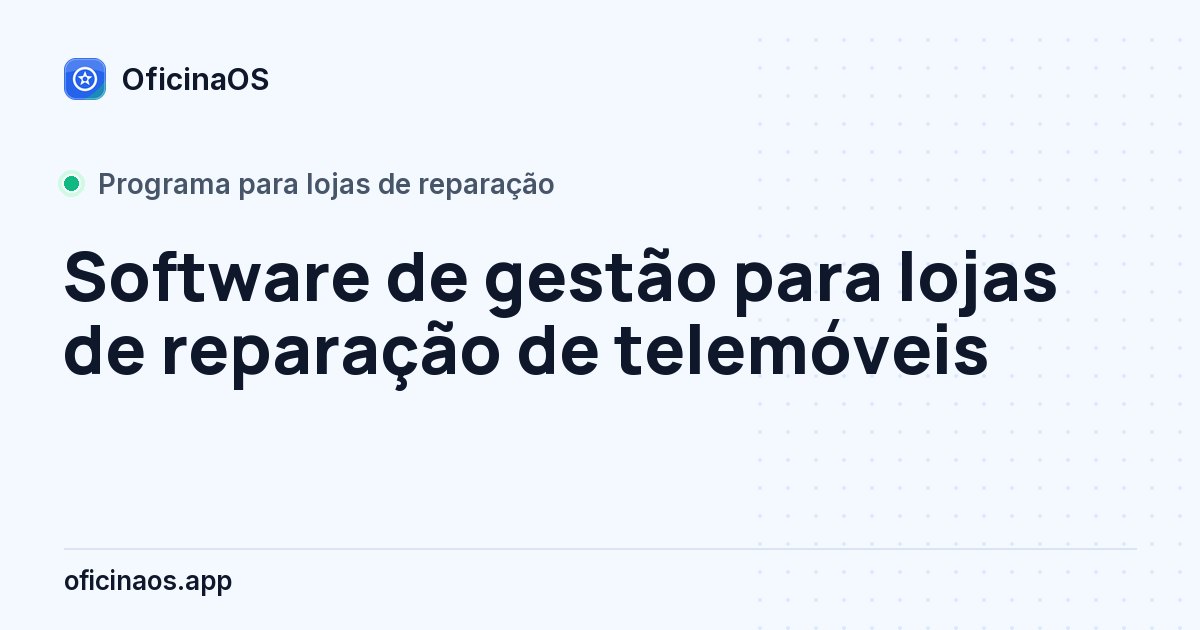 OficinaOS
Programa para lojas de reparação
Software de gestão para lojas
de reparação de telemóveis
oficinaos.app